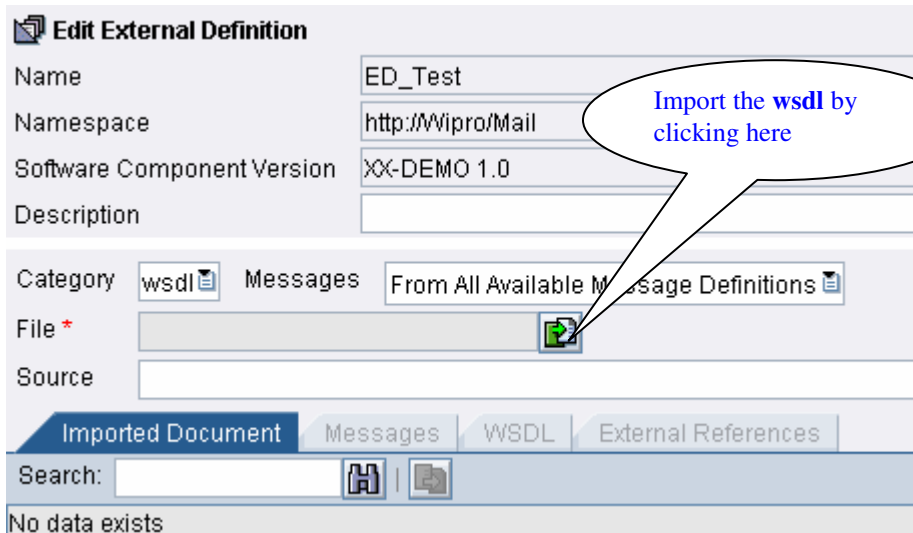 Edit External Definition
Name ED_Test
Import the wsdl by
clicking here
Namespace http://Wipro/Mail
Software Component Version XX-DEMO 1.0
Description
Category wsdl Messages From All Available Message Definitions
File *
Source
Imported Document Messages WSDL External References
Search:
No data exists